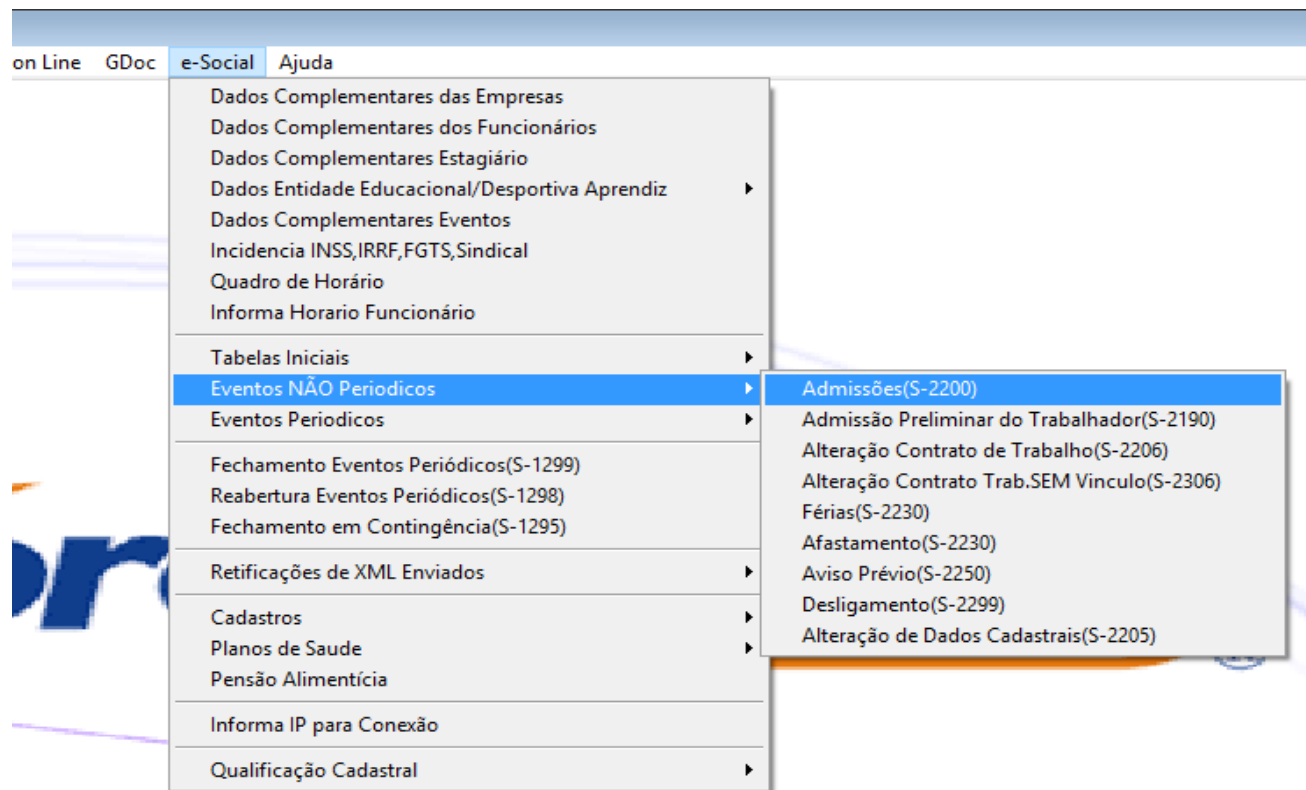 on Line GDoc e-Social Ajuda
Dados Complementares das Empresas
Dados Complementares dos Funcionários
Dados Complementares Estagiário
Dados Entidade Educacional/Desportiva Aprendiz
Dados Complementares Eventos
Incidencia INSS,IRRF,FGTS,Sindical
Quadro de Horário
Informa Horario Funcionário
Tabelas Iniciais
Eventos NÃO Periodicos
Eventos Periodicos
Fechamento Eventos Periódicos(S-1299)
Reabertura Eventos Periódicos(S-1298)
Fechamento em Contingência(S-1295)
Retificações de XML Enviados
Cadastros
Planos de Saude
Pensão Alimentícia
Informa IP para Conexão
Qualificação Cadastral
Admissões(S-2200)
Admissão Preliminar do Trabalhador(S-2190)
Alteração Contrato de Trabalho(S-2206)
Alteração Contrato Trab.SEM Vinculo(S-2306)
Férias(S-2230)
Afastamento(S-2230)
Aviso Prévio(S-2250)
Desligamento(S-2299)
Alteração de Dados Cadastrais(S-2205)